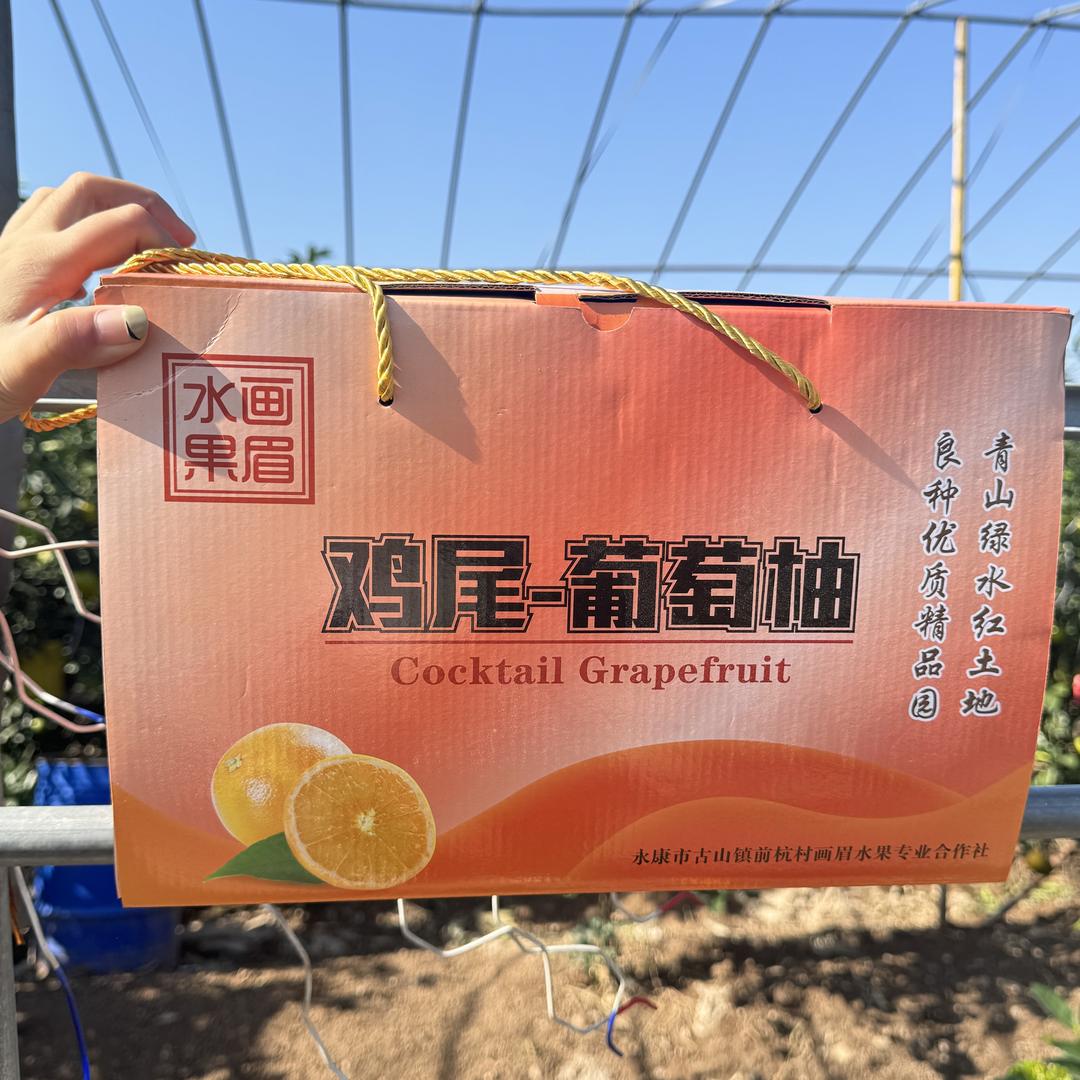 画眉
水果
鸡尾-葡萄柚
Cocktail Grapefruit
青山绿水红土地
良种优质精品园
永康市古山镇前杭村画眉水果专业合作社